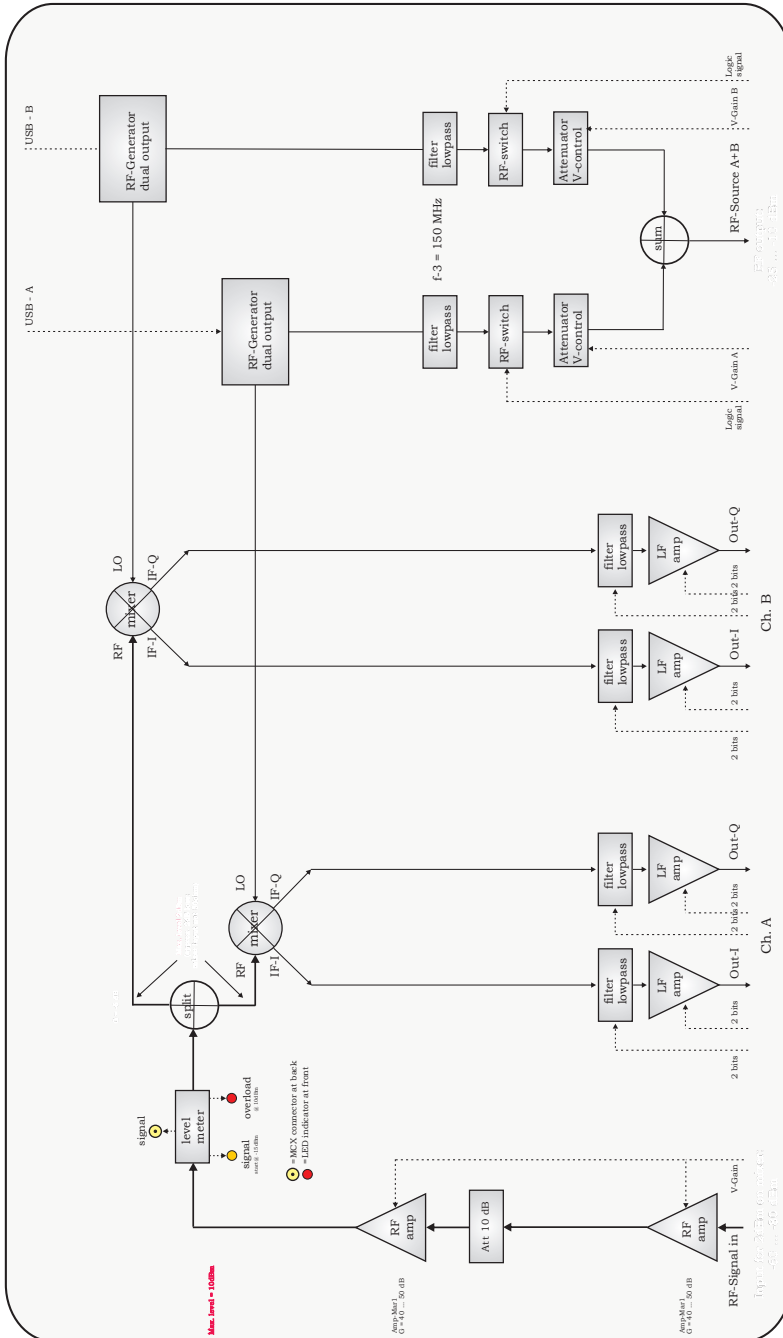 USB - B
USB - A
RF-Generator
dual output
RF-Generator
dual output
filter
lowpass
RF-switch
Attenuator
V-control
Logic
signal
V-Gain B
f-3 = 150 MHz
sum
RF-Source A+B
filter
lowpass
RF-switch
Attenuator
V-control
V-Gain A
Logic
signal
LO
mixer
RF
IF-Q
IF-I
filter
lowpass
LF
amp
Out-Q
2 bits
2 bits
filter
lowpass
LF
amp
Out-I
2 bits
2 bits
Ch. B
LO
mixer
RF
IF-Q
IF-I
filter
lowpass
LF
amp
Out-Q
2 bits
2 bits
filter
lowpass
LF
amp
Out-I
2 bits
2 bits
Ch. A
split
signal
level
meter
overload
@ 10dBm
signal
start @ -15dBm
= MCX connector at back
= LED indicator at front
Max. level = 10dBm
RF
amp
Amp-Mar1
G = 40 ... 50 dB
Att 10 dB
RF
amp
Amp-Mar1
G = 40 ... 50 dB
V-Gain
RF-Signal in